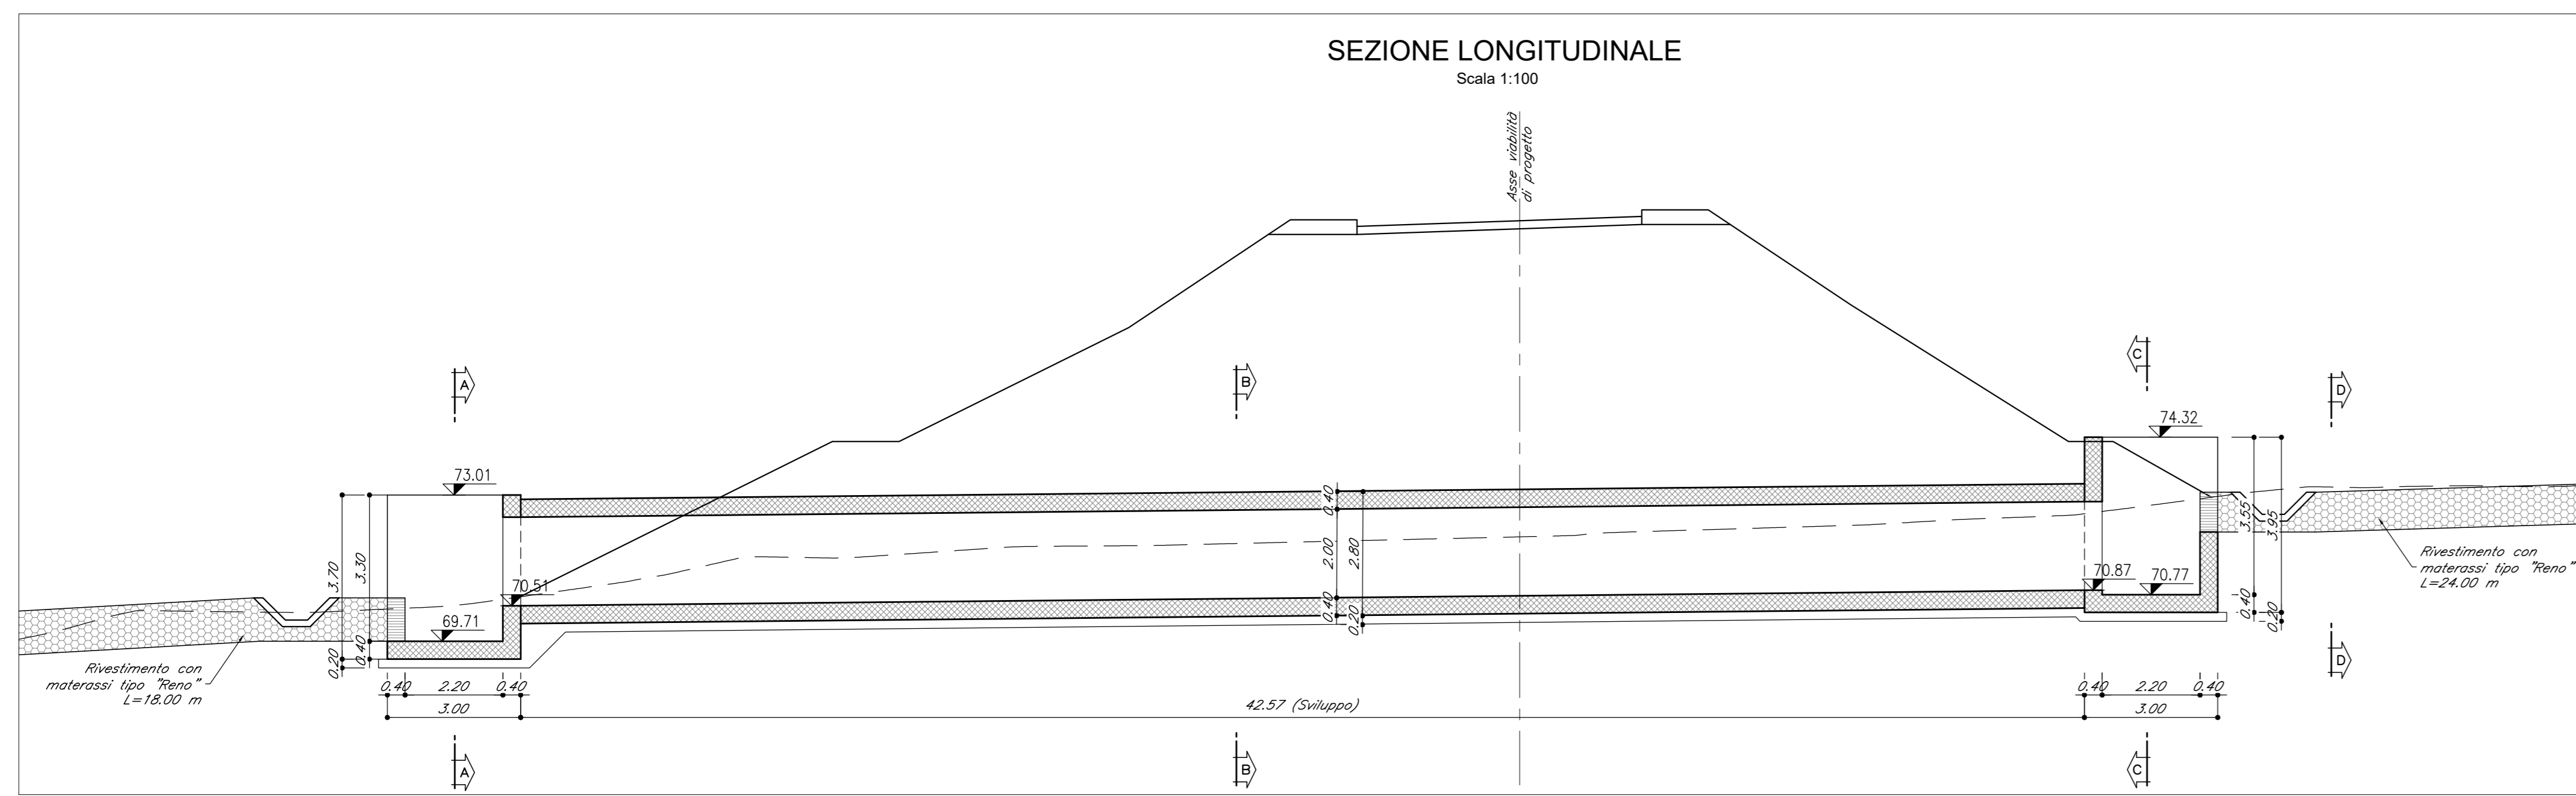 SEZIONE LONGITUDINALE
Scala 1:100
Asse viabilità
di progetto
A
B
C
D
73.01
74.32
70.51
69.71
70.87
70.77
3.70
3.30
0.20
0.40
0.40
2.00
2.80
0.40
0.20
3.55
3.95
0.40
0.20
Rivestimento con
materassi tipo "Reno"
L=18.00 m
Rivestimento con
materassi tipo "Reno"
L=24.00 m
D
0.40 2.20 0.40
3.00
42.57 (Sviluppo)
0.40 2.20 0.40
3.00
A
B
C